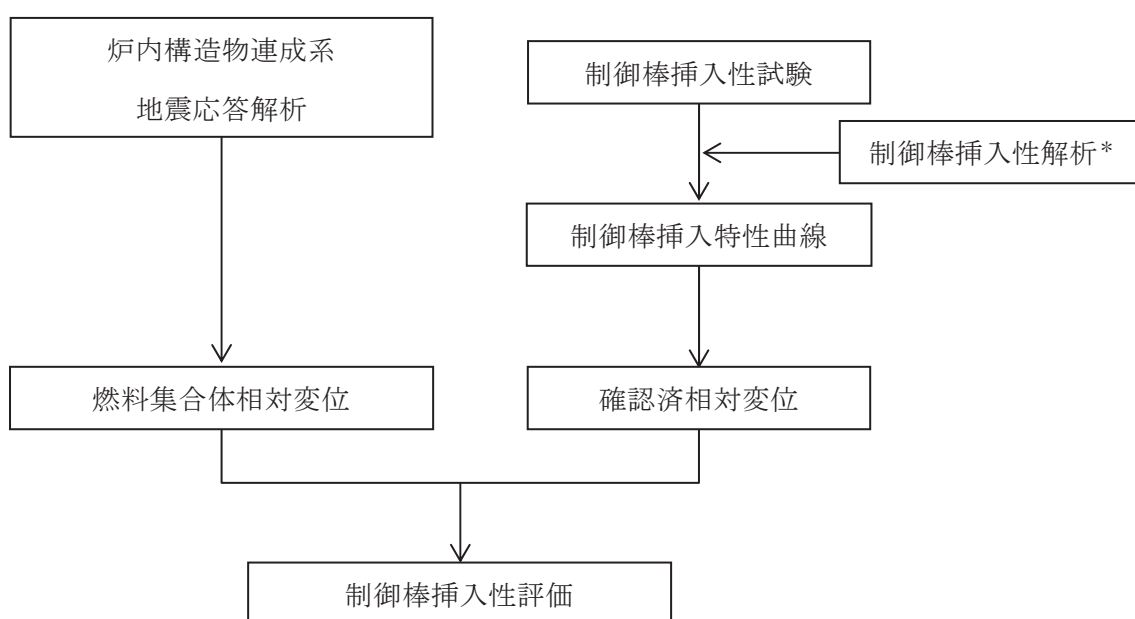 炉内構造物連成系
地震応答解析
制御棒挿入性試験
制御棒挿入性解析*
制御棒挿入特性曲線
燃料集合体相対変位
確認済相対変位
制御棒挿入性評価